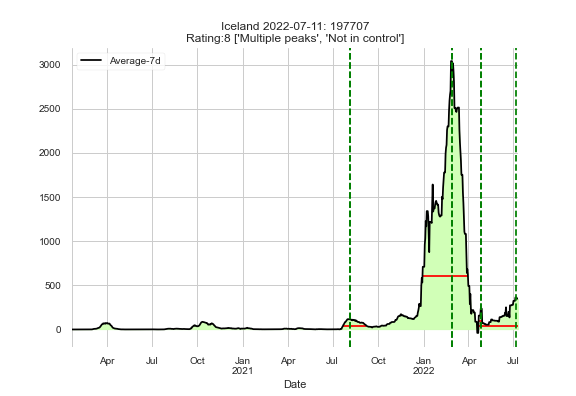 Iceland 2022-07-11: 197707
Rating:8 ['Multiple peaks', 'Not in control']
Average-7d
3000
2500
2000
1500
1000
500
0
Apr Jul Oct Jan Apr Jul Oct Jan Apr Jul
2021 2022
Date